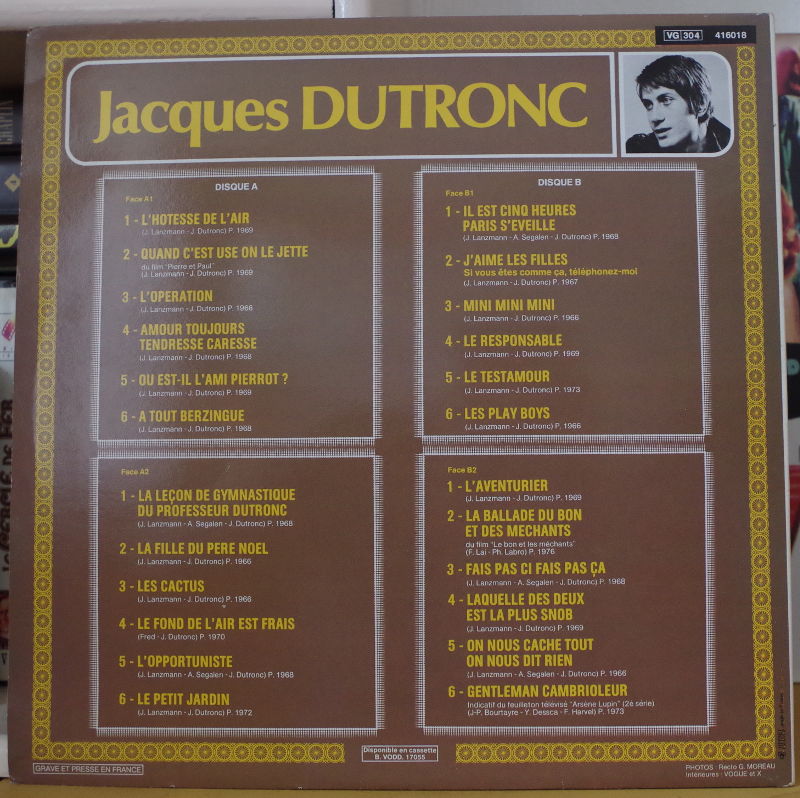 VG 304 416018
Jacques DUTRONC
DISQUE A
Face A1
1 - L'HOTESSE DE L'AIR
(J. Lanzmann - J. Dutronc) P. 1969
2 - QUAND C'EST USE ON LE JETTE
du film "Pierre et Paul"
(J. Lanzmann - J. Dutronc) P. 1969
3 - L'OPERATION
(J. Lanzmann - J. Dutronc) P. 1966
4 - AMOUR TOUJOURS
TENDRESSE CARESSE
(J. Lanzmann - J. Dutronc) P. 1968
5 - OU EST-IL L'AMI PIERROT ?
(J. Lanzmann - J. Dutronc) P. 1969
6 - A TOUT BERZINGUE
(J. Lanzmann - J. Dutronc) P. 1968
Face A2
1 - LA LEÇON DE GYMNASTIQUE
DU PROFESSEUR DUTRONC
(J. Lanzmann - A. Segalen - J. Dutronc) P. 1968
2 - LA FILLE DU PERE NOEL
(J. Lanzmann - J. Dutronc) P. 1966
3 - LES CACTUS
(J. Lanzmann - J. Dutronc) P. 1966
4 - LE FOND DE L'AIR EST FRAIS
(Fred - J. Dutronc) P. 1970
5 - L'OPPORTUNISTE
(J. Lanzmann - A. Segalen - J. Dutronc) P. 1968
6 - LE PETIT JARDIN
(J. Lanzmann - J. Dutronc) P. 1972
DISQUE B
Face B1
1 - IL EST CINQ HEURES
PARIS S'EVEILLE
(J. Lanzmann - A. Segalen - J. Dutronc) P. 1968
2 - J'AIME LES FILLES
Si vous êtes comme ça, téléphonez-moi
(J. Lanzmann - J. Dutronc) P. 1967
3 - MINI MINI MINI
(J. Lanzmann - J. Dutronc) P. 1966
4 - LE RESPONSABLE
(J. Lanzmann - J. Dutronc) P. 1969
5 - LE TESTAMOUR
(J. Lanzmann - J. Dutronc) P. 1973
6 - LES PLAY BOYS
(J. Lanzmann - J. Dutronc) P. 1966
Face B2
1 - L'AVENTURIER
(J. Lanzmann - J. Dutronc) P. 1969
2 - LA BALLADE DU BON
ET DES MECHANTS
du film "Le bon et les méchants"
(F. Lai - Ph. Labro) P. 1976
3 - FAIS PAS CI FAIS PAS ÇA
(J. Lanzmann - A. Segalen - J. Dutronc) P. 1968
4 - LAQUELLE DES DEUX
EST LA PLUS SNOB
(J. Lanzmann - J. Dutronc) P. 1969
5 - ON NOUS CACHE TOUT
ON NOUS DIT RIEN
(J. Lanzmann - A. Segalen - J. Dutronc) P. 1966
6 - GENTLEMAN CAMBRIOLEUR
Indicatif du feuilleton télévisé "Arsène Lupin" (2è série)
(J-P. Bourtayre - Y. Dessca - F. Harvel) P. 1973
GRAVE ET PRESSE EN FRANCE
Disponible en cassette
B. VODD. 17055
PHOTOS : Recto G. MOREAU
Intérieures : VOGUE et X